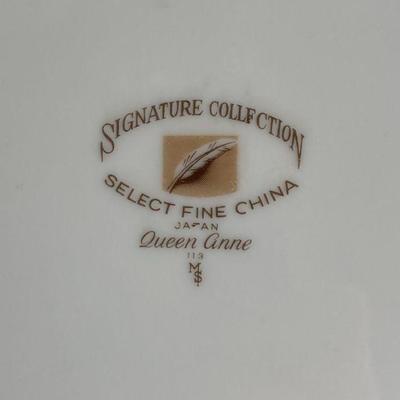 SIGNATURE COLLECTION
SELECT FINE CHINA
JAPAN
Queen Anne
113
MS